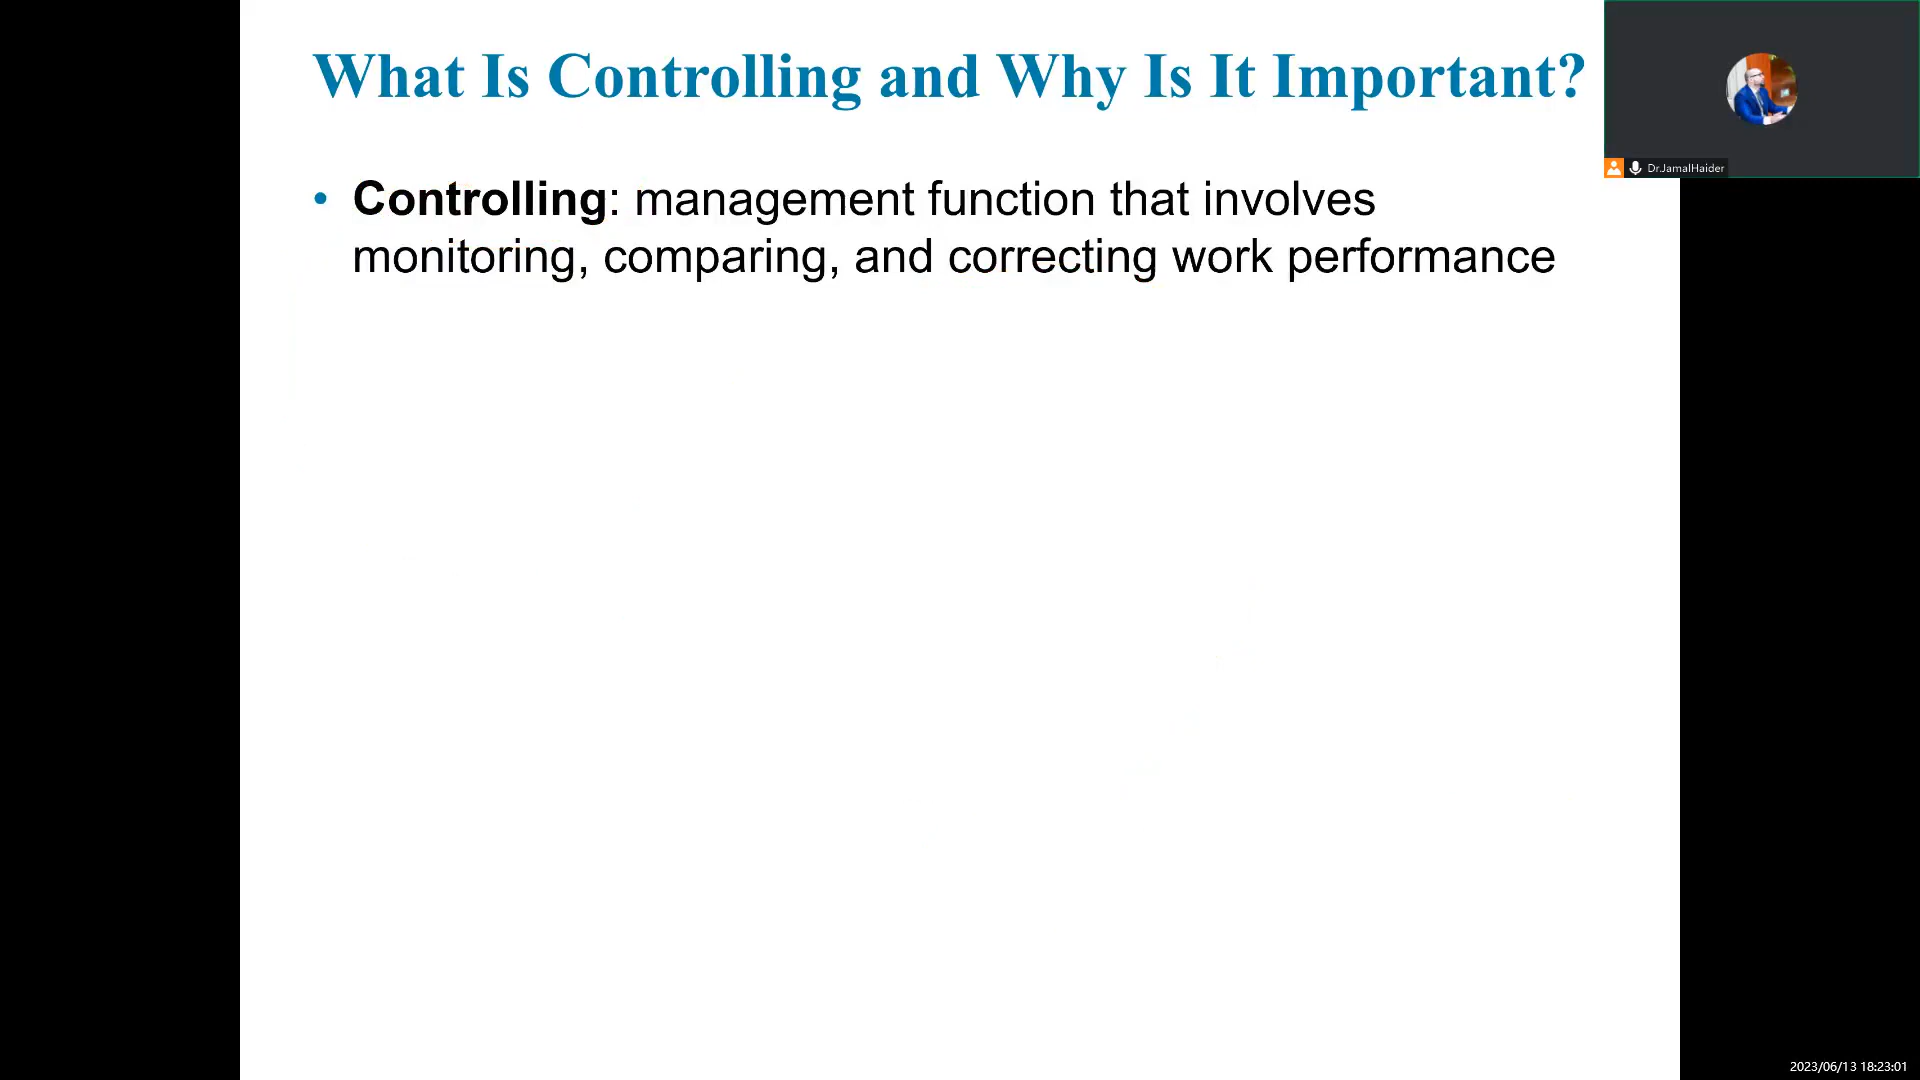 What Is Controlling and Why Is It Important?
Dr.JamalHaider
• Controlling: management function that involves
monitoring, comparing, and correcting work performance
2023/06/13 18:23:01